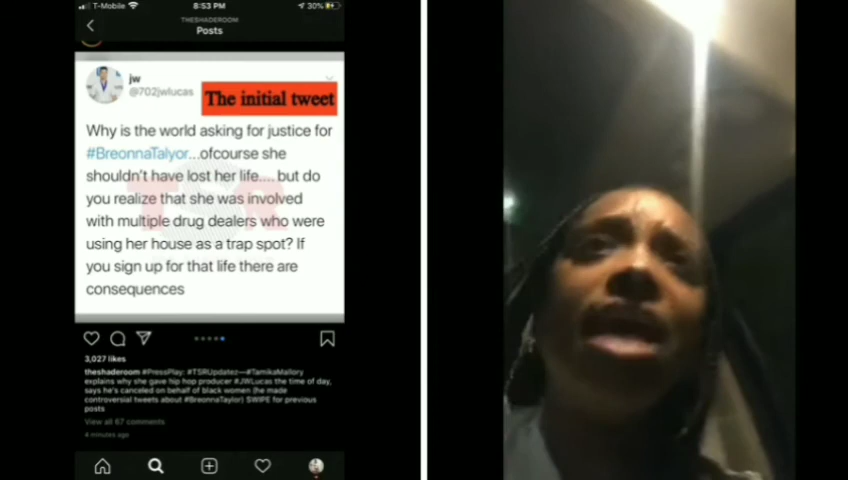 T-Mobile 8:53 PM 30%
THESHADEROOM
Posts
jw
@702jwlucas
The initial tweet
Why is the world asking for justice for
#BreonnaTalyor...ofcourse she
shouldn't have lost her life.... but do
you realize that she was involved
with multiple drug dealers who were
using her house as a trap spot? If
you sign up for that life there are
consequences
TSR
3,027 likes
theshaderoom #PressPlay: #TSRUpdatez—#TamikaMallory
explains why she gave hip hop producer #JWLucas the time of day,
says he's canceled on behalf of black women (he made
controversial tweets about #BreonnaTaylor) SWIPE for previous
posts
View all 67 comments
4 minutes ago